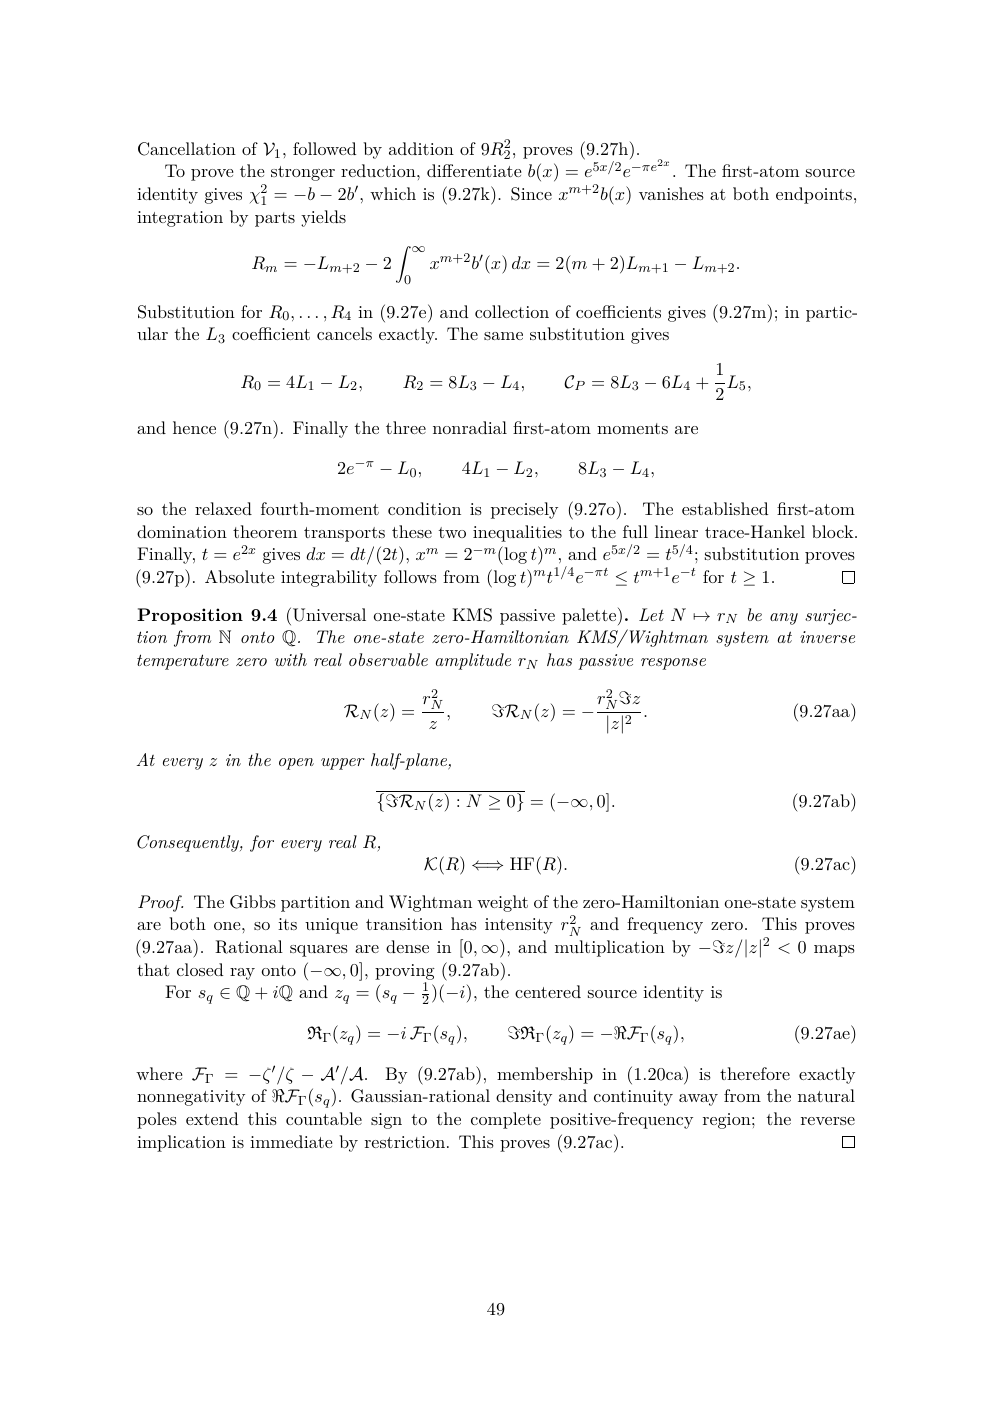 Cancellation of 𝒱₁, followed by addition of 9R₂², proves (9.27h).
To prove the stronger reduction, differentiate b(x) = e^{5x/2}e^{−πe^{2x}}. The first-atom source
identity gives χ₁² = −b − 2b′, which is (9.27k). Since x^{m+2}b(x) vanishes at both endpoints,
integration by parts yields
R_m = −L_{m+2} − 2 ∫₀^∞ x^{m+2}b′(x) dx = 2(m + 2)L_{m+1} − L_{m+2}.
Substitution for R₀, . . . , R₄ in (9.27e) and collection of coefficients gives (9.27m); in partic-
ular the L₃ coefficient cancels exactly. The same substitution gives
R₀ = 4L₁ − L₂, R₂ = 8L₃ − L₄, 𝒞_P = 8L₃ − 6L₄ + 1/2 L₅,
and hence (9.27n). Finally the three nonradial first-atom moments are
2e^{−π} − L₀, 4L₁ − L₂, 8L₃ − L₄,
so the relaxed fourth-moment condition is precisely (9.27o). The established first-atom
domination theorem transports these two inequalities to the full linear trace-Hankel block.
Finally, t = e^{2x} gives dx = dt/(2t), x^m = 2^{−m}(log t)^m, and e^{5x/2} = t^{5/4}; substitution proves
(9.27p). Absolute integrability follows from (log t)^m t^{1/4}e^{−πt} ≤ t^{m+1}e^{−t} for t ≥ 1. □
Proposition 9.4 (Universal one-state KMS passive palette). Let N ↦ r_N be any surjec-
tion from ℕ onto ℚ. The one-state zero-Hamiltonian KMS/Wightman system at inverse
temperature zero with real observable amplitude r_N has passive response
ℛ_N(z) = r_N²/z, ℑℛ_N(z) = −r_N²ℑz/|z|². (9.27aa)
At every z in the open upper half-plane,
\overline{{ℑℛ_N(z) : N ≥ 0}} = (−∞, 0]. (9.27ab)
Consequently, for every real R,
𝒦(R) ⟺ HF(R). (9.27ac)
Proof. The Gibbs partition and Wightman weight of the zero-Hamiltonian one-state system
are both one, so its unique transition has intensity r_N² and frequency zero. This proves
(9.27aa). Rational squares are dense in [0, ∞), and multiplication by −ℑz/|z|² < 0 maps
that closed ray onto (−∞, 0], proving (9.27ab).
For s_q ∈ ℚ + iℚ and z_q = (s_q − 1/2)(−i), the centered source identity is
ℜ_Γ(z_q) = −i ℱ_Γ(s_q), ℑℜ_Γ(z_q) = −ℜℱ_Γ(s_q), (9.27ae)
where ℱ_Γ = −ζ′/ζ − 𝒜′/𝒜. By (9.27ab), membership in (1.20ca) is therefore exactly
nonnegativity of ℜℱ_Γ(s_q). Gaussian-rational density and continuity away from the natural
poles extend this countable sign to the complete positive-frequency region; the reverse
implication is immediate by restriction. This proves (9.27ac). □
49